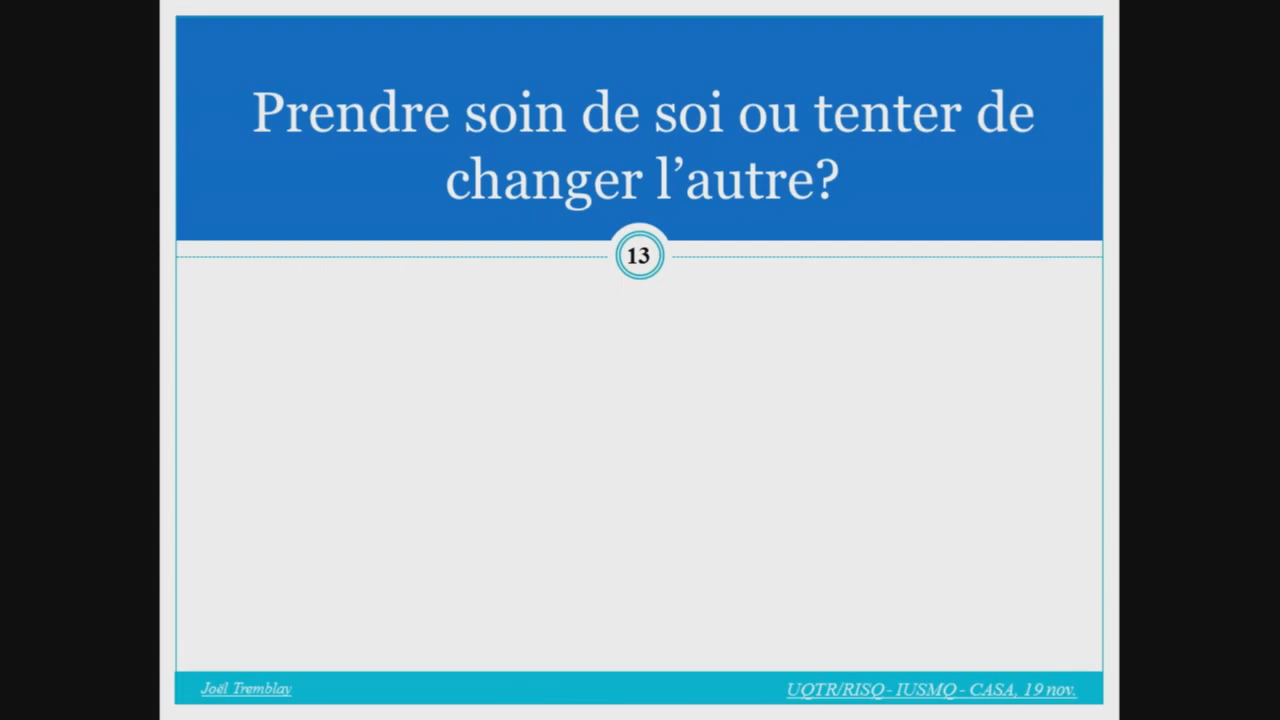 Prendre soin de soi ou tenter de
changer l’autre?
13
Joël Tremblay
UQTR/RISQ - IUSMQ - CASA, 19 nov.